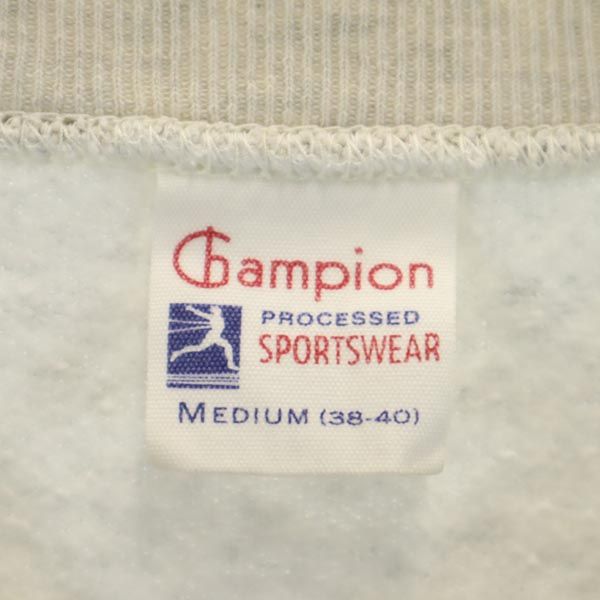 Champion
PROCESSED
SPORTSWEAR
MEDIUM (38-40)